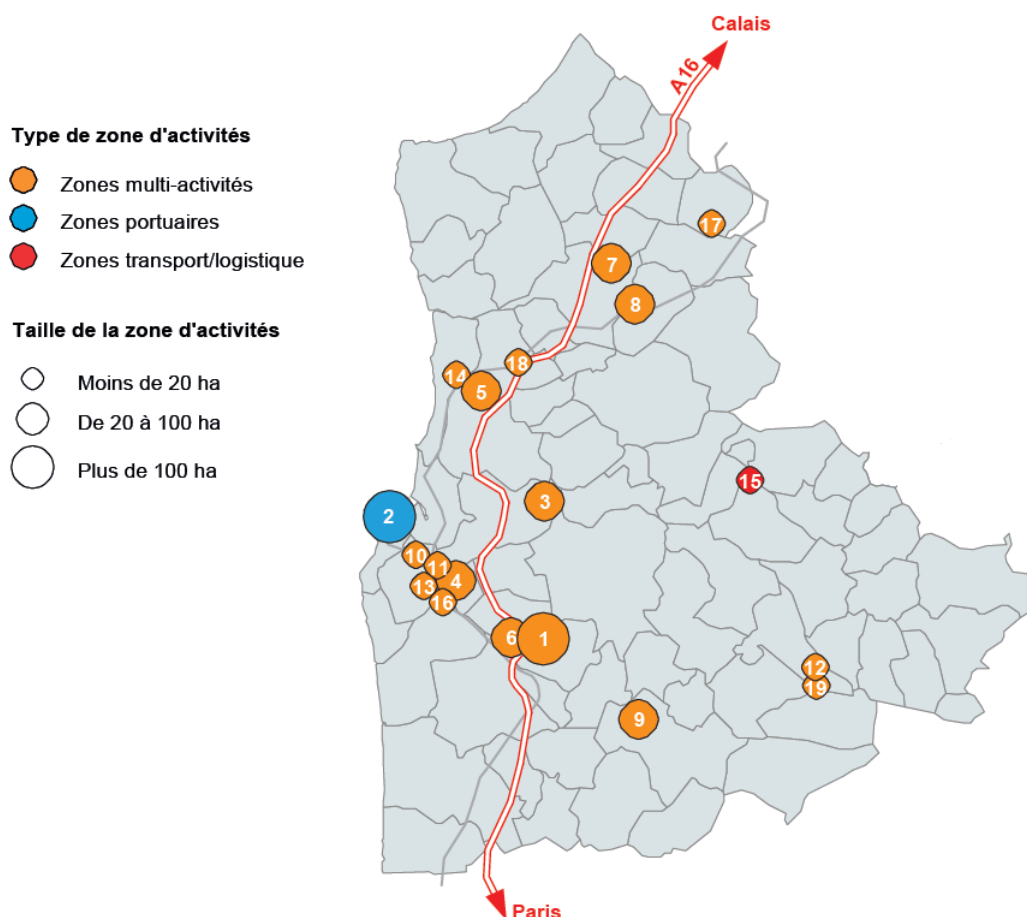 Calais
A16
Type de zone d'activités
Zones multi-activités
Zones portuaires
Zones transport/logistique
Taille de la zone d'activités
Moins de 20 ha
De 20 à 100 ha
Plus de 100 ha
17
7
8
18
14
5
15
3
2
10
11
4
13
16
6
1
12
19
9
Paris